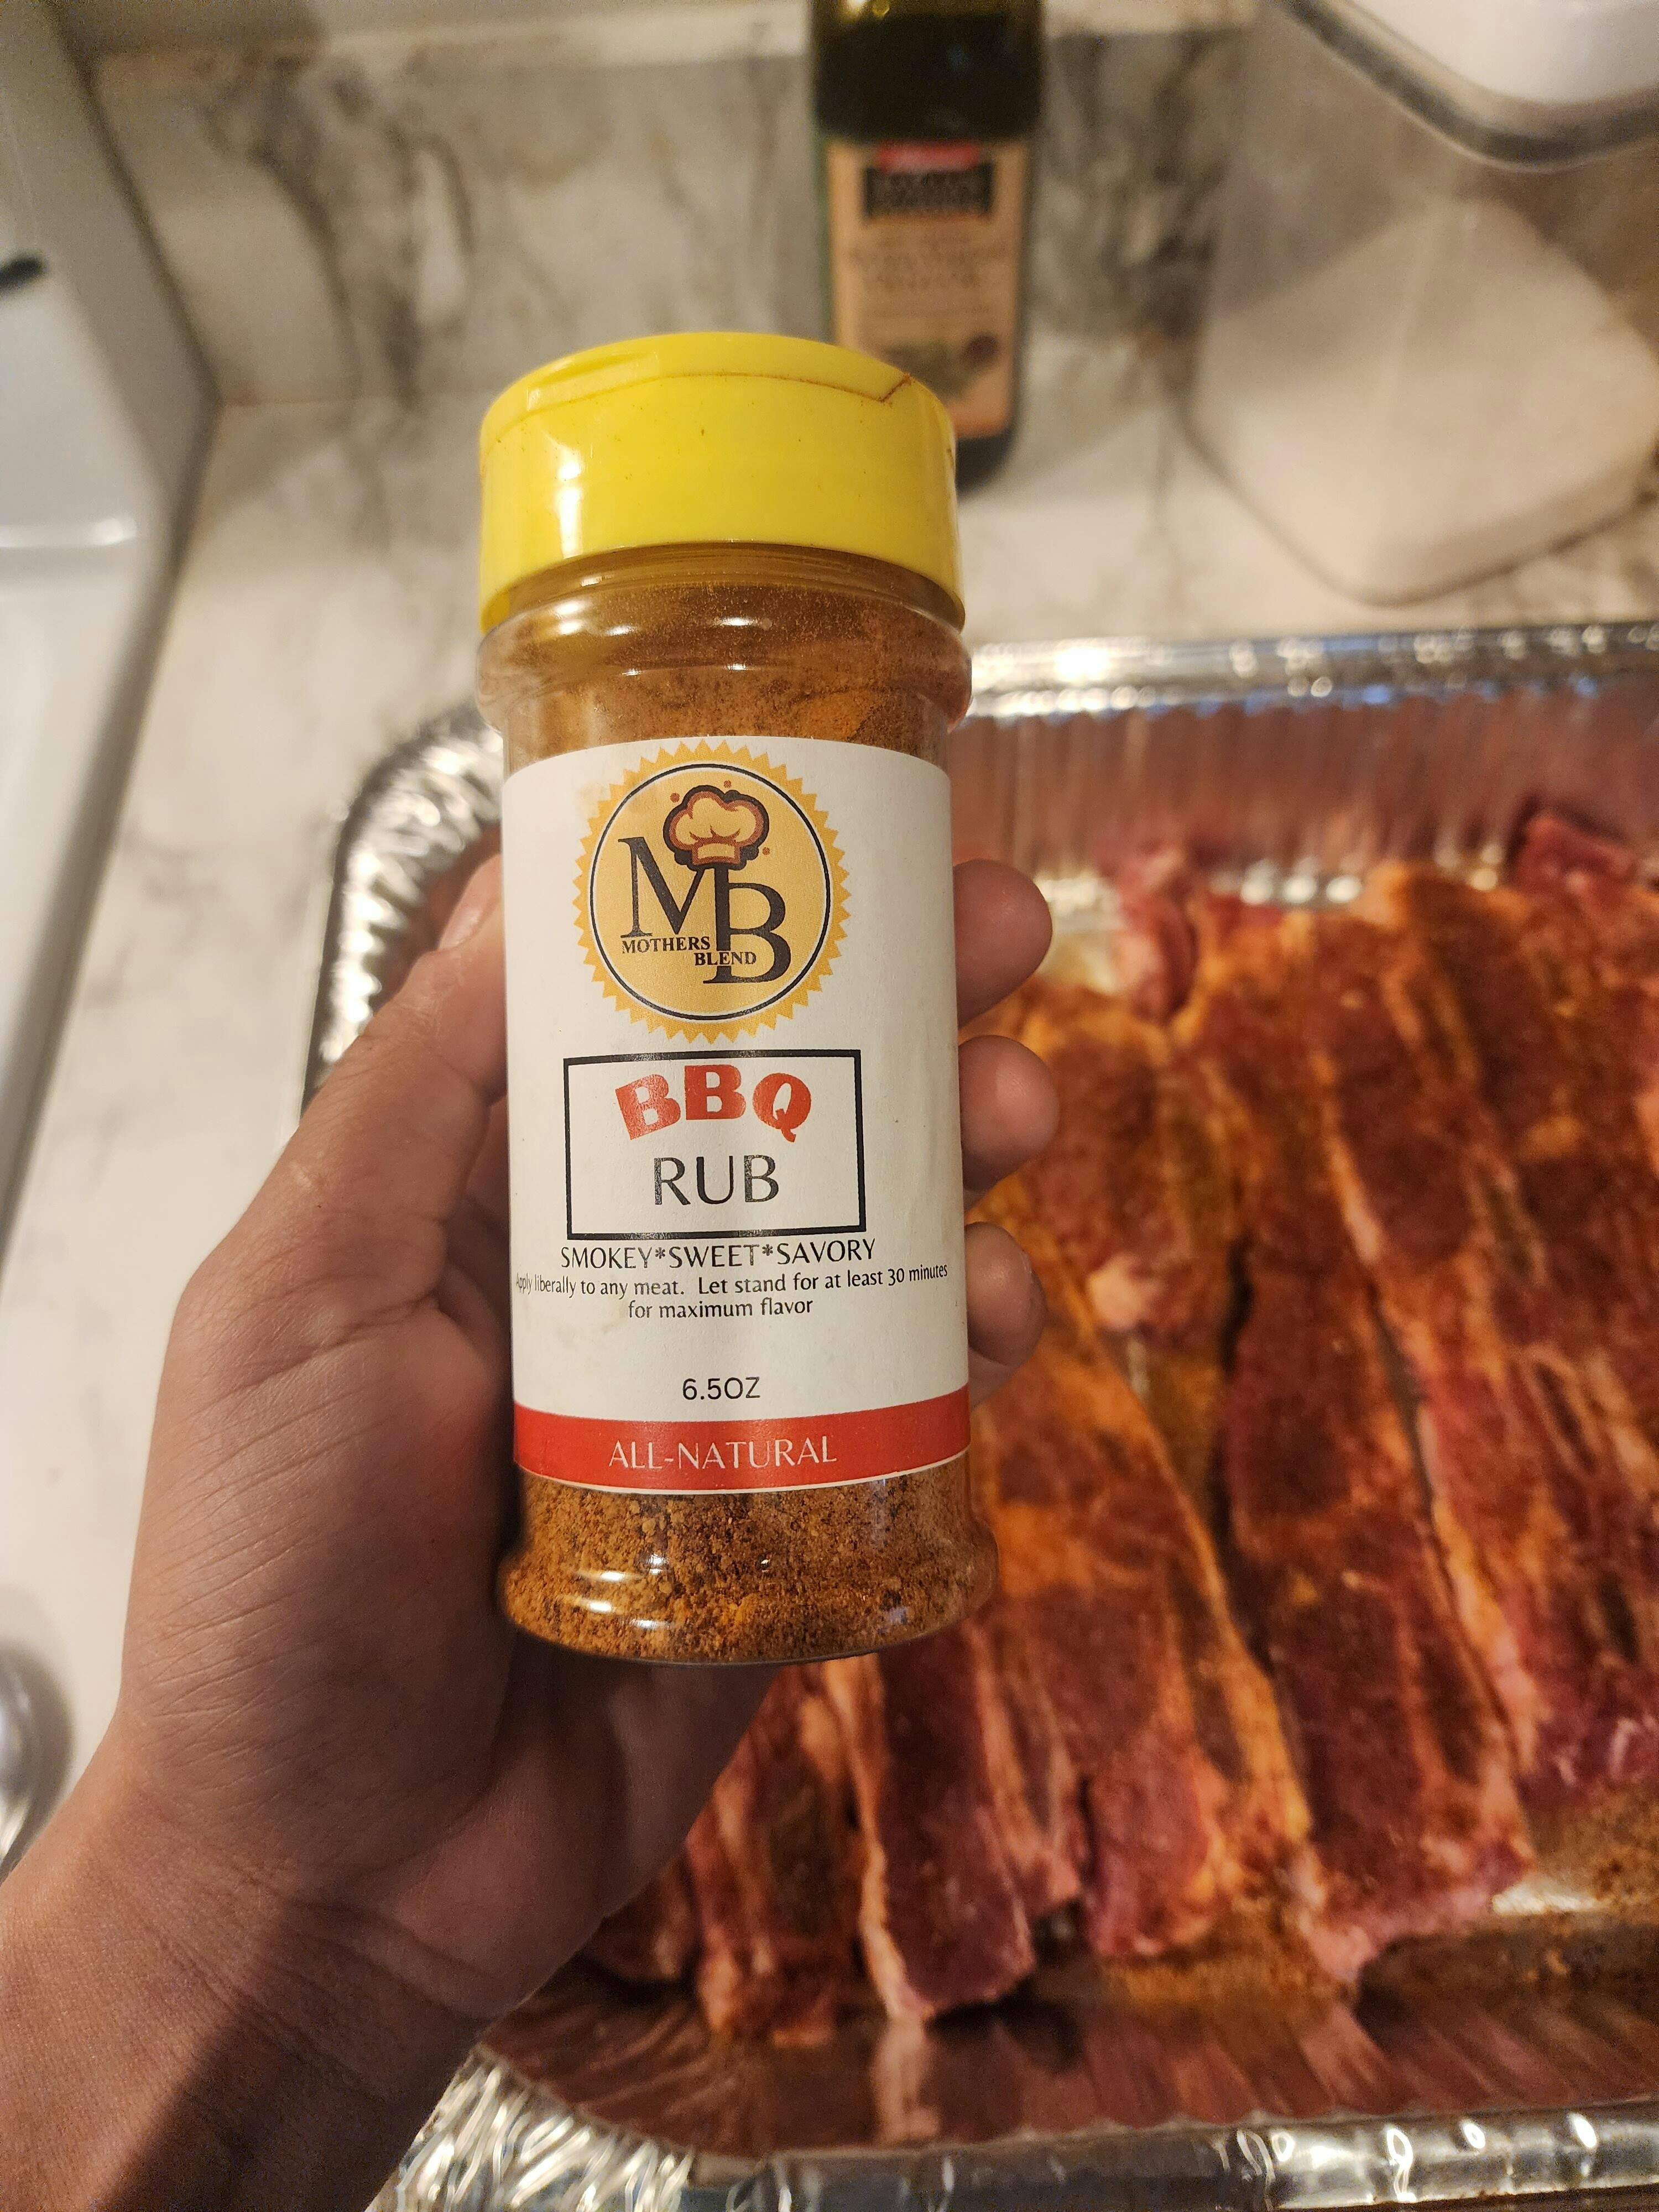 MB
MOTHERS
BLEND
BBQ
RUB
SMOKEY*SWEET*SAVORY
Apply liberally to any meat. Let stand for at least 30 minutes
for maximum flavor
6.5OZ
ALL-NATURAL